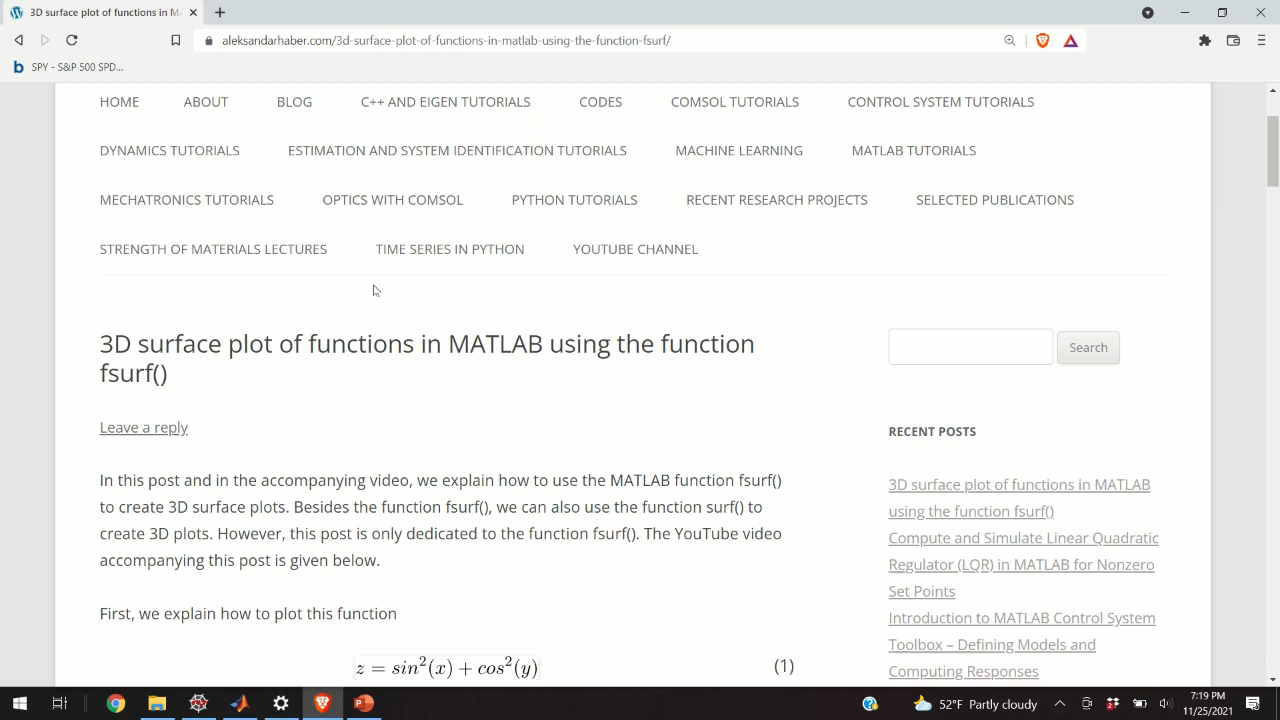 3D surface plot of functions in MA
aleksandarhaber.com/3d-surface-plot-of-functions-in-matlab-using-the-function-fsurf/
b SPY - S&P 500 SPD...
HOME ABOUT BLOG C++ AND EIGEN TUTORIALS CODES COMSOL TUTORIALS CONTROL SYSTEM TUTORIALS
DYNAMICS TUTORIALS ESTIMATION AND SYSTEM IDENTIFICATION TUTORIALS MACHINE LEARNING MATLAB TUTORIALS
MECHATRONICS TUTORIALS OPTICS WITH COMSOL PYTHON TUTORIALS RECENT RESEARCH PROJECTS SELECTED PUBLICATIONS
STRENGTH OF MATERIALS LECTURES TIME SERIES IN PYTHON YOUTUBE CHANNEL
3D surface plot of functions in MATLAB using the function
fsurf()
Leave a reply
In this post and in the accompanying video, we explain how to use the MATLAB function fsurf()
to create 3D surface plots. Besides the function fsurf(), we can also use the function surf() to
create 3D plots. However, this post is only dedicated to the function fsurf(). The YouTube video
accompanying this post is given below.
First, we explain how to plot this function
z = sin²(x) + cos²(y) (1)
Search
RECENT POSTS
3D surface plot of functions in MATLAB
using the function fsurf()
Compute and Simulate Linear Quadratic
Regulator (LQR) in MATLAB for Nonzero
Set Points
Introduction to MATLAB Control System
Toolbox – Defining Models and
Computing Responses
52°F Partly cloudy
7:19 PM
11/25/2021